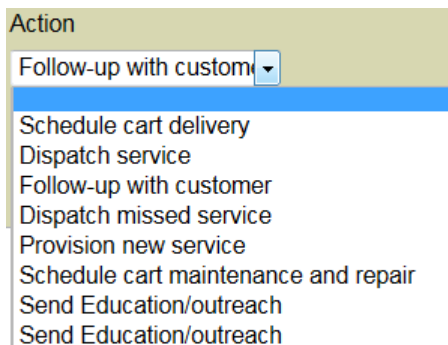 Action
Follow-up with custome
Schedule cart delivery
Dispatch service
Follow-up with customer
Dispatch missed service
Provision new service
Schedule cart maintenance and repair
Send Education/outreach
Send Education/outreach